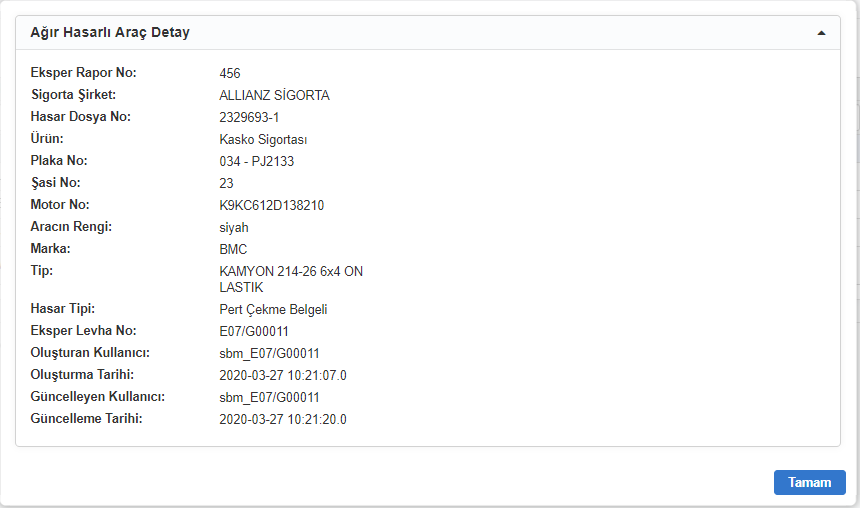 Ağır Hasarlı Araç Detay
Eksper Rapor No: 456
Sigorta Şirket: ALLIANZ SİGORTA
Hasar Dosya No: 2329693-1
Ürün: Kasko Sigortası
Plaka No: 034 - PJ2133
Şasi No: 23
Motor No: K9KC612D138210
Aracın Rengi: siyah
Marka: BMC
Tip: KAMYON 214-26 6x4 ON
LASTIK
Hasar Tipi: Pert Çekme Belgeli
Eksper Levha No: E07/G00011
Oluşturan Kullanıcı: sbm_E07/G00011
Oluşturma Tarihi: 2020-03-27 10:21:07.0
Güncelleyen Kullanıcı: sbm_E07/G00011
Güncelleme Tarihi: 2020-03-27 10:21:20.0
Tamam